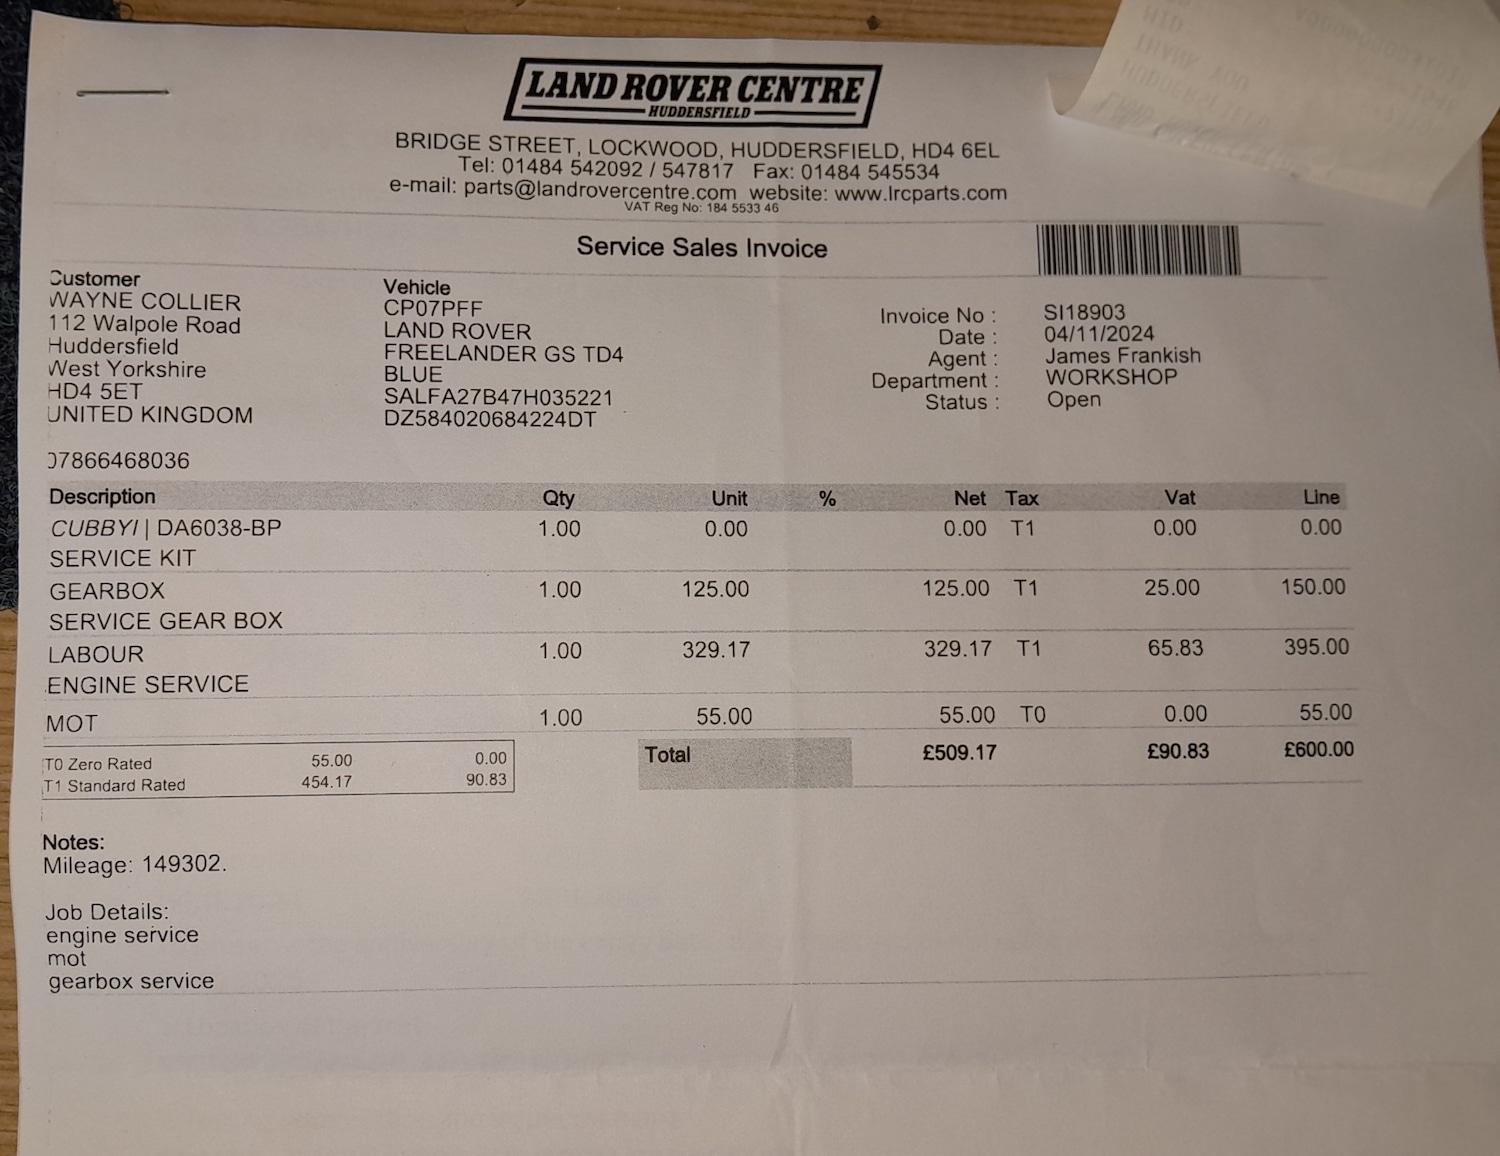 LAND ROVER CENTRE
HUDDERSFIELD
BRIDGE STREET, LOCKWOOD, HUDDERSFIELD, HD4 6EL
Tel: 01484 542092 / 547817 Fax: 01484 545534
e-mail: parts@landrovercentre.com website: www.lrcparts.com
VAT Reg No: 184 5533 46
Service Sales Invoice
Customer
WAYNE COLLIER
112 Walpole Road
Huddersfield
West Yorkshire
HD4 5ET
UNITED KINGDOM
07866468036
Vehicle
CP07PFF
LAND ROVER
FREELANDER GS TD4
BLUE
SALFA27B47H035221
DZ584020684224DT
Invoice No : SI18903
Date : 04/11/2024
Agent : James Frankish
Department : WORKSHOP
Status : Open
Description Qty Unit % Net Tax Vat Line
CUBBYI | DA6038-BP 1.00 0.00 0.00 T1 0.00 0.00
SERVICE KIT
GEARBOX 1.00 125.00 125.00 T1 25.00 150.00
SERVICE GEAR BOX
LABOUR 1.00 329.17 329.17 T1 65.83 395.00
ENGINE SERVICE
MOT 1.00 55.00 55.00 T0 0.00 55.00
T0 Zero Rated 55.00 0.00
T1 Standard Rated 454.17 90.83
Total £509.17 £90.83 £600.00
Notes:
Mileage: 149302.
Job Details:
engine service
mot
gearbox service